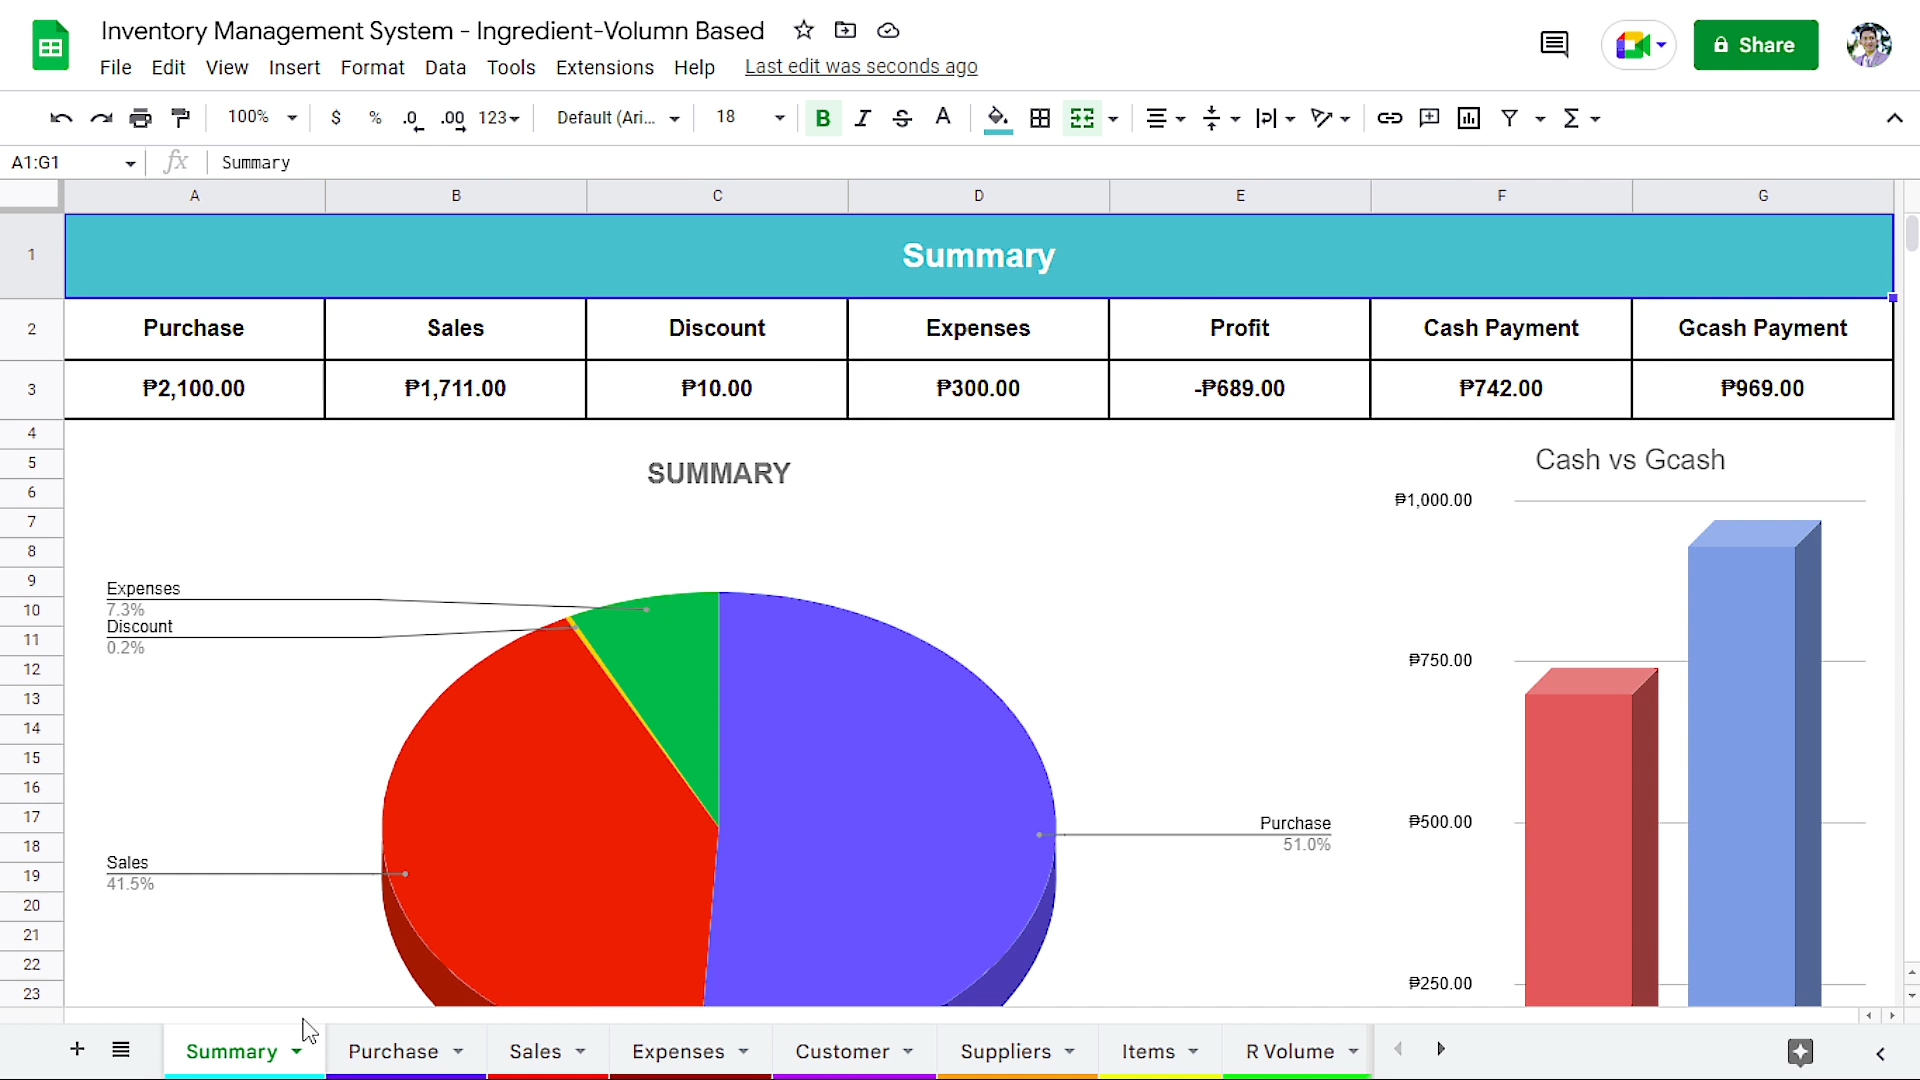 Inventory Management System - Ingredient-Volumn Based
File Edit View Insert Format Data Tools Extensions Help Last edit was seconds ago
Share
100% $ % .0 .00 123 Default (Ari... 18 B I S A
A1:G1 fx Summary
A B C D E F G
1 Summary
2 Purchase Sales Discount Expenses Profit Cash Payment Gcash Payment
3 ₱2,100.00 ₱1,711.00 ₱10.00 ₱300.00 -₱689.00 ₱742.00 ₱969.00
4
5
6
7
8
9
10
11
12
13
14
15
16
17
18
19
20
21
22
23
SUMMARY
Expenses
7.3%
Discount
0.2%
Sales
41.5%
Purchase
51.0%
Cash vs Gcash
₱1,000.00
₱750.00
₱500.00
₱250.00
Summary Purchase Sales Expenses Customer Suppliers Items R Volume